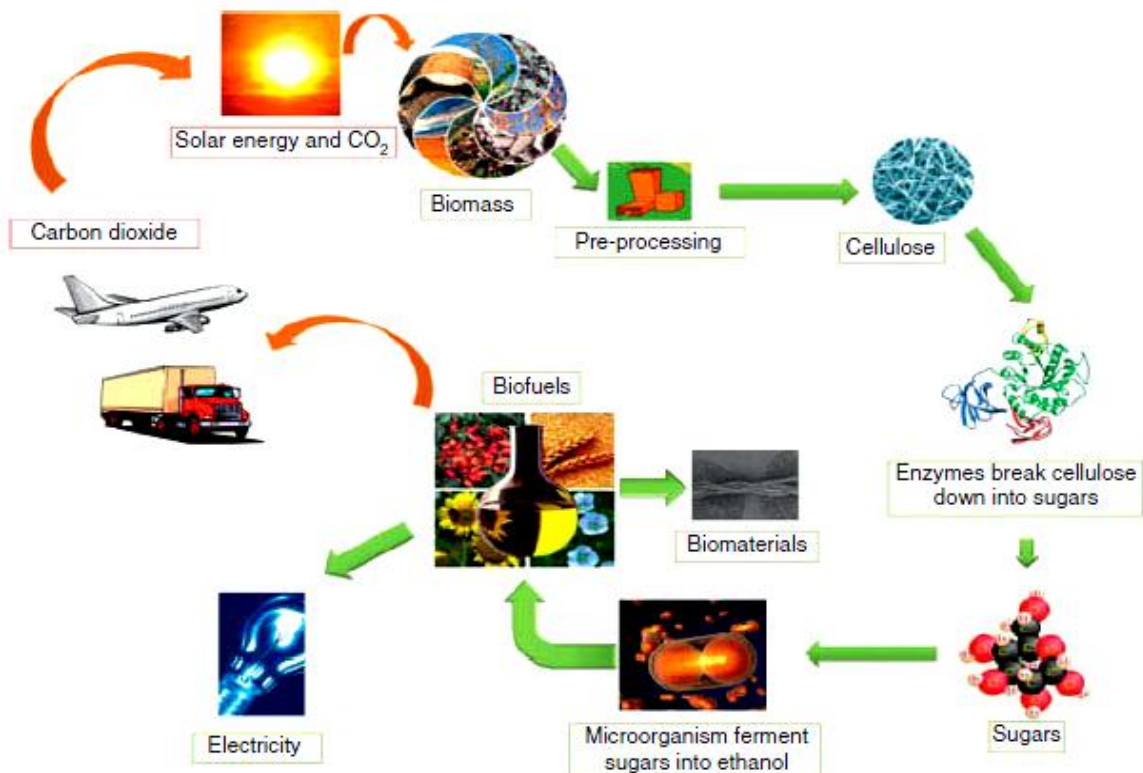 Solar energy and CO₂
Biomass
Pre-processing
Cellulose
Carbon dioxide
Biofuels
Enzymes break cellulose
down into sugars
Biomaterials
Electricity
Microorganism ferment
sugars into ethanol
Sugars